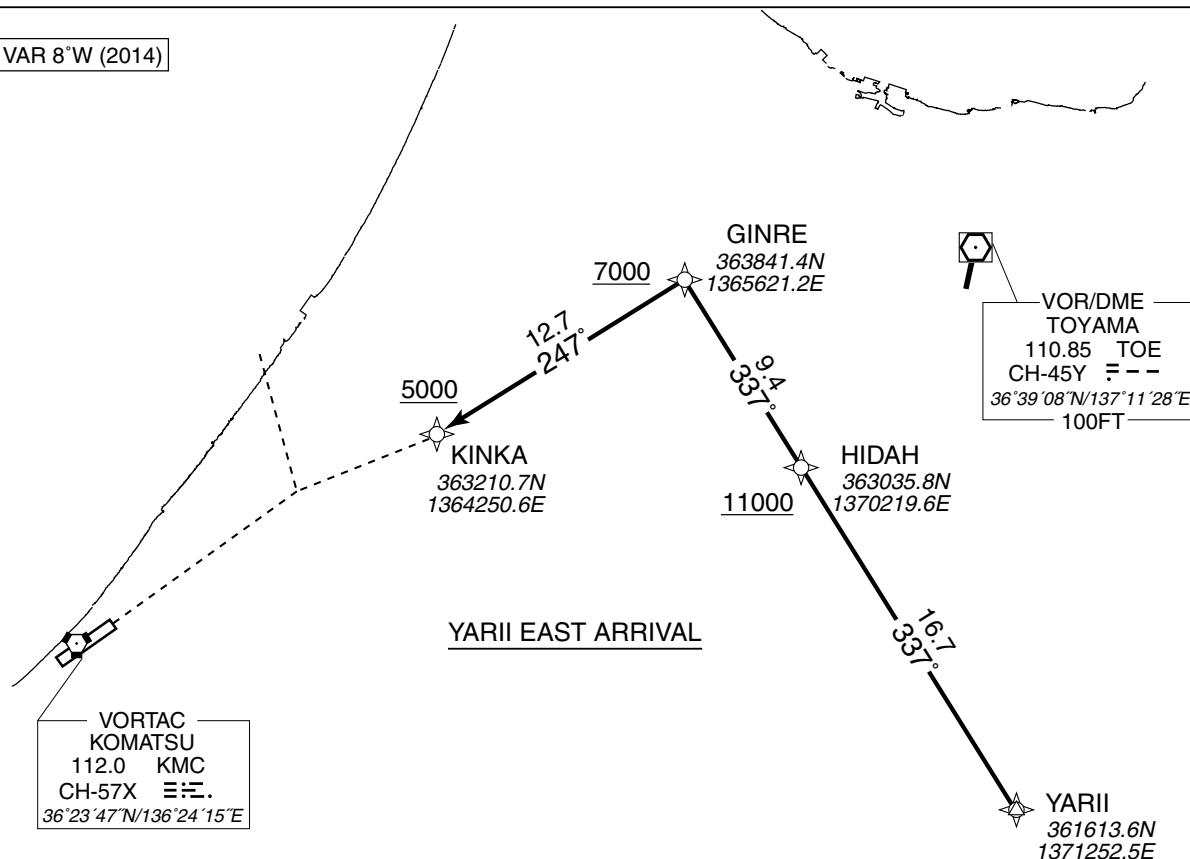 VAR 8°W (2014)
GINRE
363841.4N
1365621.2E
7000
12.7
247°
9.4
337°
VOR/DME
TOYAMA
110.85 TOE
CH-45Y
36°39´08˝N/137°11´28˝E
100FT
5000
KINKA
363210.7N
1364250.6E
HIDAH
363035.8N
1370219.6E
11000
16.7
337°
YARII EAST ARRIVAL
VORTAC
KOMATSU
112.0 KMC
CH-57X
36°23´47˝N/136°24´15˝E
YARII
361613.6N
1371252.5E